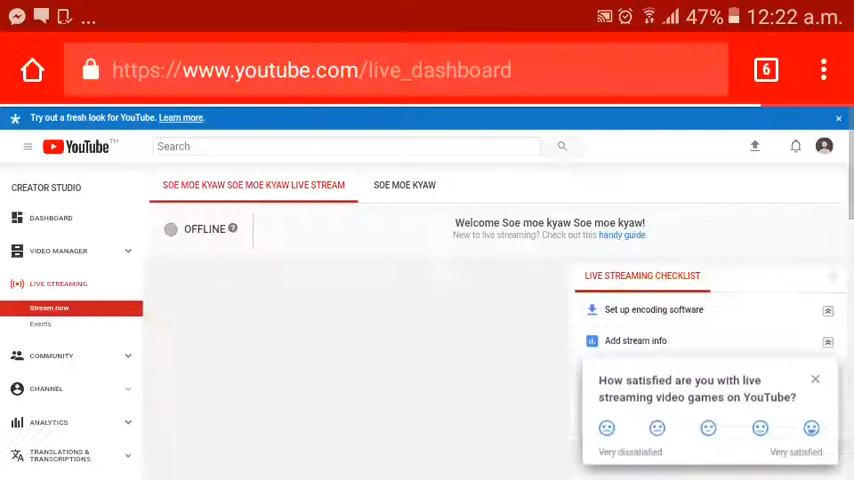 ... 47% 12:22 a.m.
https://www.youtube.com/live_dashboard 6
Try out a fresh look for YouTube. Learn more. ×
YouTube TH Search
CREATOR STUDIO
DASHBOARD
VIDEO MANAGER
LIVE STREAMING
Stream now
Events
COMMUNITY
CHANNEL
ANALYTICS
TRANSLATIONS &
TRANSCRIPTIONS
SOE MOE KYAW SOE MOE KYAW LIVE STREAM SOE MOE KYAW
OFFLINE ?
Welcome Soe moe kyaw Soe moe kyaw!
New to live streaming? Check out this handy guide.
LIVE STREAMING CHECKLIST
Set up encoding software
Add stream info
How satisfied are you with live
streaming video games on YouTube?
Very dissatisfied Very satisfied